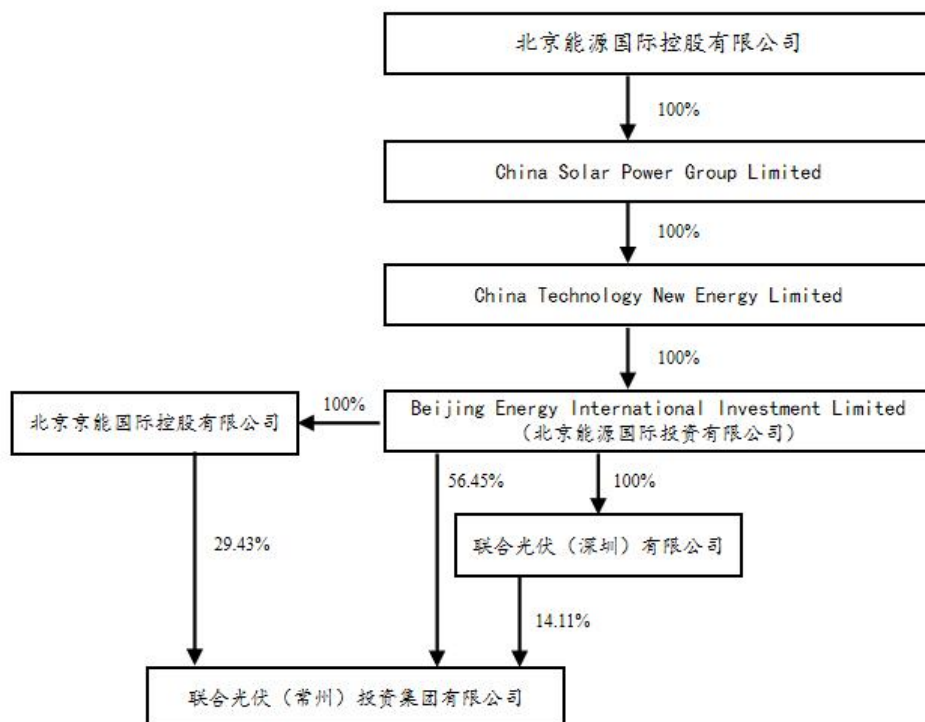 北京能源国际控股有限公司
100%
China Solar Power Group Limited
100%
China Technology New Energy Limited
100%
Beijing Energy International Investment Limited
(北京能源国际投资有限公司)
100%
北京京能国际控股有限公司
56.45%
100%
29.43%
联合光伏（深圳）有限公司
14.11%
联合光伏（常州）投资集团有限公司